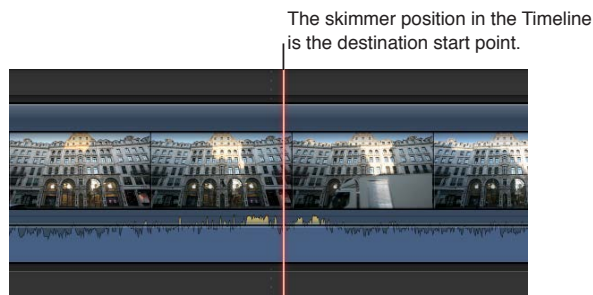 The skimmer position in the Timeline
is the destination start point.